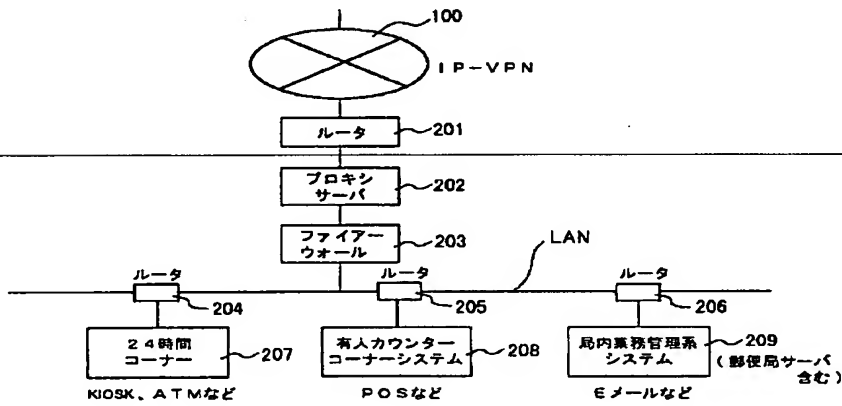 100
IP-VPN
ルータ
201
プロキシ
サーバ
202
ファイアー
ウォール
203
LAN
ルータ
204
ルータ
205
ルータ
206
24時間
コーナー
207
有人カウンター
コーナーシステム
208
局内業務管理系
システム
209
(郵便局サーバ
含む)
KIOSK、ATMなど
POSなど
Eメールなど